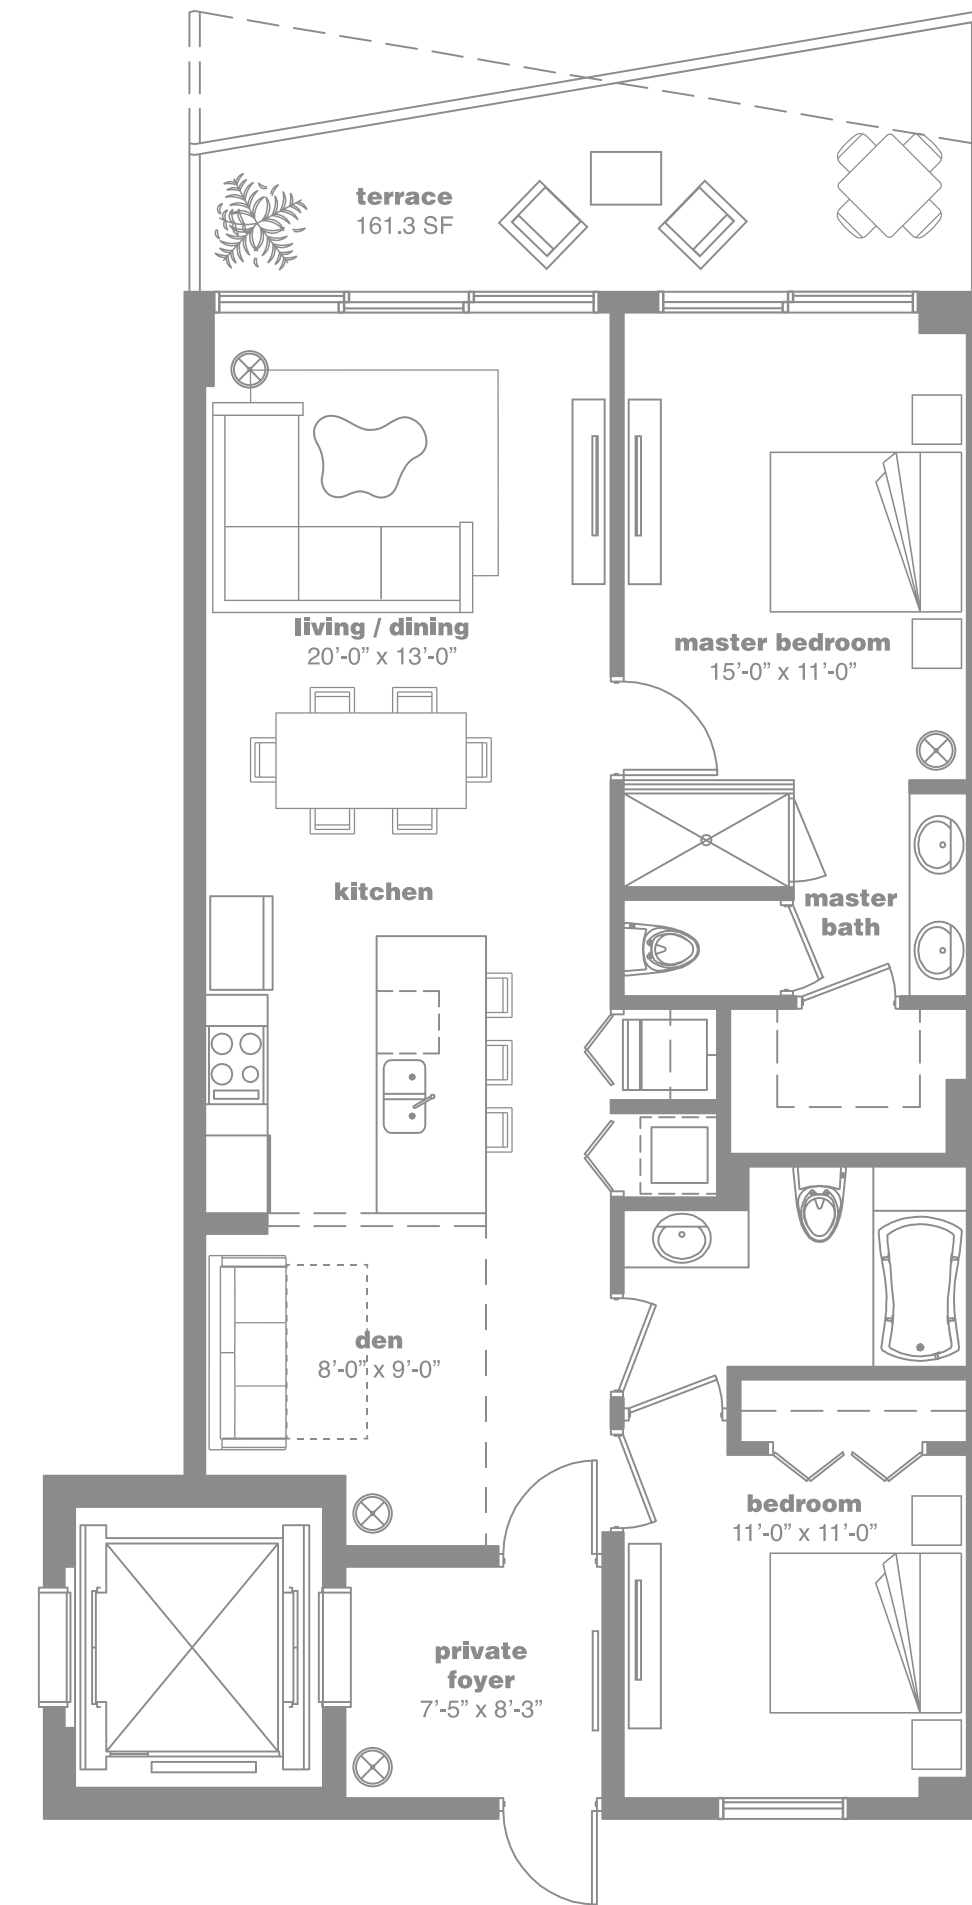 terrace
161.3 SF
living / dining
20’-0” x 13’-0”
master bedroom
15’-0” x 11’-0”
kitchen
master
bath
den
8’-0” x 9’-0”
bedroom
11’-0” x 11’-0”
private
foyer
7’-5” x 8’-3”